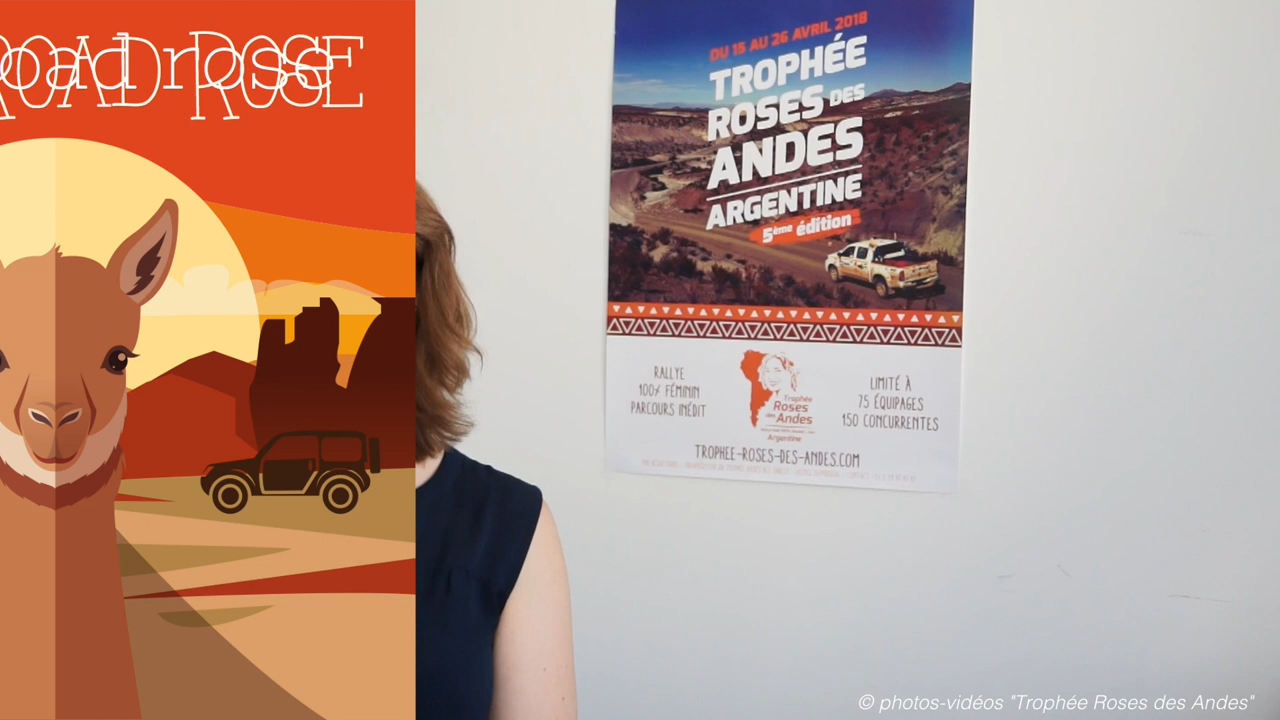 ROAD ROSE
road rose
DU 15 AU 26 AVRIL 2018
TROPHÉE
ROSES DES
ANDES
ARGENTINE
5ème édition
RALLYE
100% FÉMININ
PARCOURS INÉDIT
Trophée
Roses
des Andes
Argentine
LIMITÉ À
75 ÉQUIPAGES
150 CONCURRENTES
TROPHEE-ROSES-DES-ANDES.COM
© photos-vidéos "Trophée Roses des Andes"